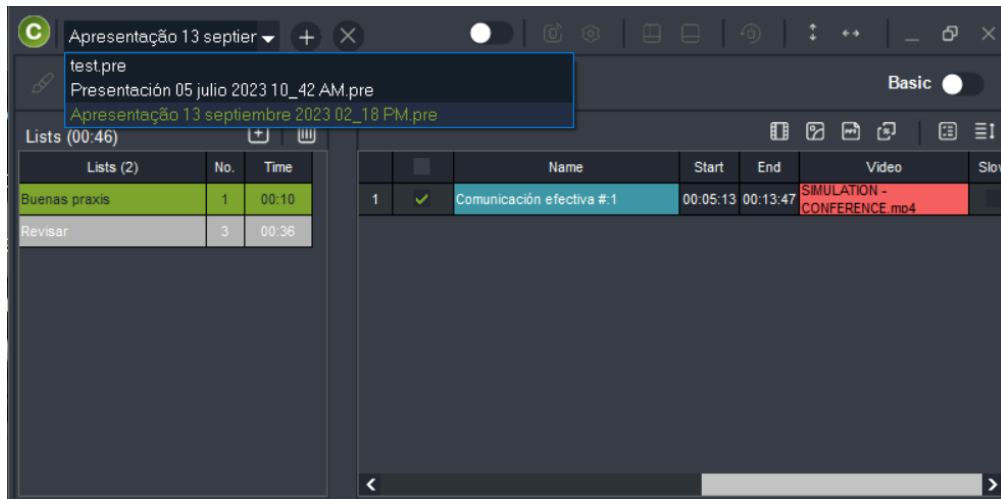 C
Apresentação 13 septier
test.pre
Presentación 05 julio 2023 10_42 AM.pre
Apresentação 13 septiembre 2023 02_18 PM.pre
Basic
Lists (00:46)
Lists (2) No. Time
Buenas praxis 1 00:10
Revisar 3 00:36
Name Start End Video Slov
1 Comunicación efectiva #:1 00:05:13 00:13:47 SIMULATION -
CONFERENCE.mp4